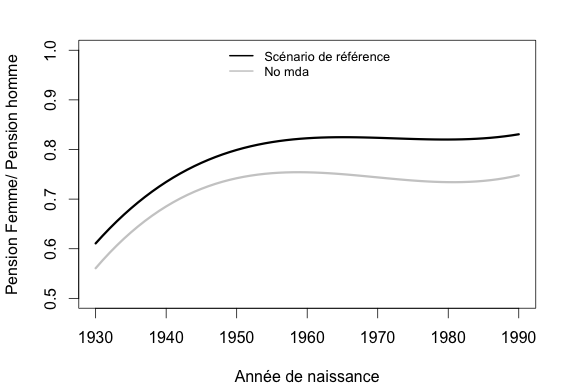 Scénario de référence
No mda
Pension Femme/ Pension homme
1.0
0.9
0.8
0.7
0.6
0.5
1930 1940 1950 1960 1970 1980 1990
Année de naissance